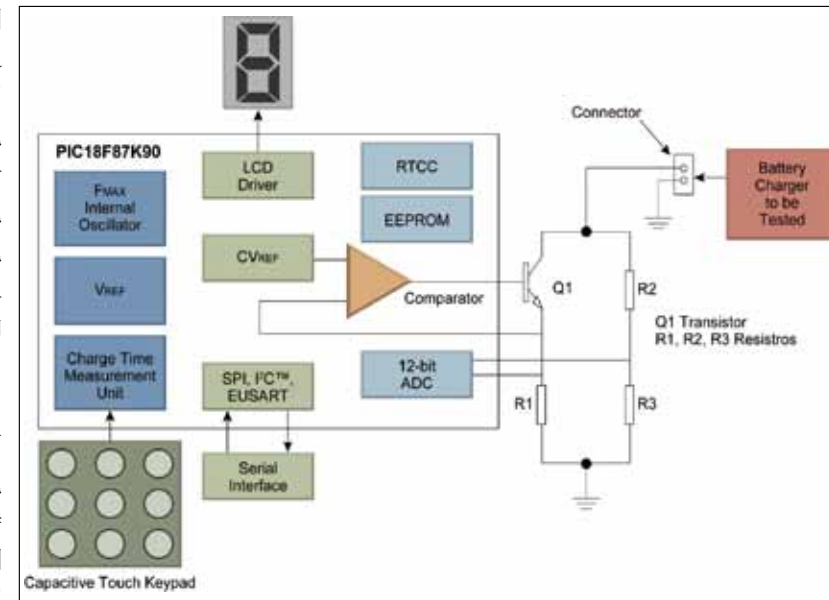 PIC18F87K90
FMAX
Internal
Oscillator
VREF
Charge Time
Measurement
Unit
LCD
Driver
CVREF
SPI, I²C™,
EUSART
Serial
Interface
RTCC
EEPROM
Comparator
12-bit
ADC
Q1
R1
R2
R3
Q1 Transistor
R1, R2, R3 Resistros
Connector
Battery
Charger
to be
Tested
Capacitive Touch Keypad